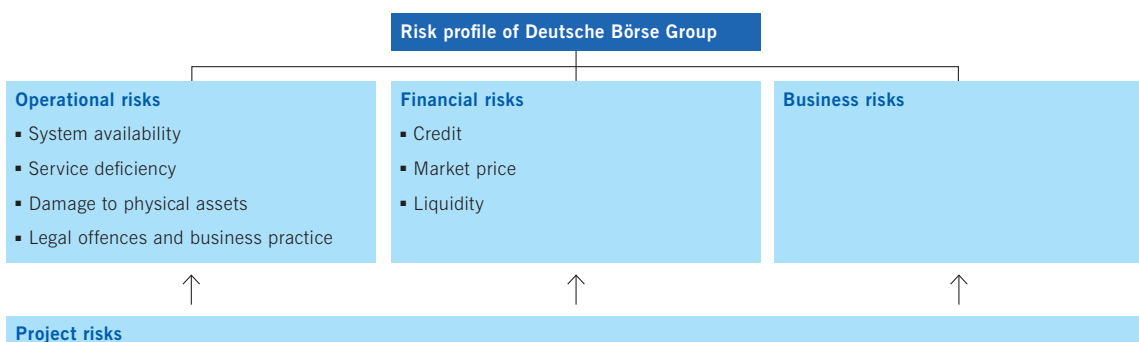 Risk profile of Deutsche Börse Group
Operational risks
▪ System availability
▪ Service deficiency
▪ Damage to physical assets
▪ Legal offences and business practice
Financial risks
▪ Credit
▪ Market price
▪ Liquidity
Business risks
Project risks